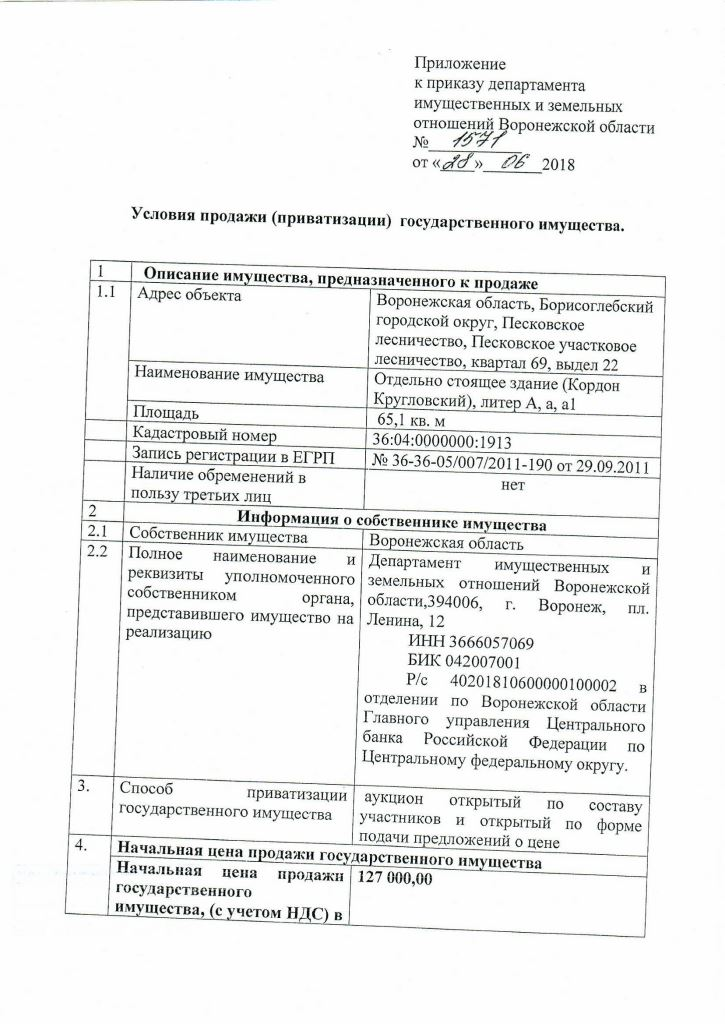 Приложение
к приказу департамента
имущественных и земельных
отношений Воронежской области
№ 1571
от «28» 06 2018
Условия продажи (приватизации) государственного имущества.
1 Описание имущества, предназначенного к продаже
1.1 Адрес объекта
Воронежская область, Борисоглебский
городской округ, Песковское
лесничество, Песковское участковое
лесничество, квартал 69, выдел 22
Наименование имущества
Отдельно стоящее здание (Кордон
Кругловский), литер А, а, а1
Площадь 65,1 кв. м
Кадастровый номер 36:04:0000000:1913
Запись регистрации в ЕГРП № 36-36-05/007/2011-190 от 29.09.2011
Наличие обременений в
пользу третьих лиц
нет
2 Информация о собственнике имущества
2.1 Собственник имущества Воронежская область
2.2 Полное наименование и
реквизиты уполномоченного
собственником органа,
представившего имущество на
реализацию
Департамент имущественных и
земельных отношений Воронежской
области,394006, г. Воронеж, пл.
Ленина, 12
ИНН 3666057069
БИК 042007001
Р/с 40201810600000100002 в
отделении по Воронежской области
Главного управления Центрального
банка Российской Федерации по
Центральному федеральному округу.
3. Способ приватизации
государственного имущества
аукцион открытый по составу
участников и открытый по форме
подачи предложений о цене
4. Начальная цена продажи государственного имущества
Начальная цена продажи
государственного
имущества, (с учетом НДС) в
127 000,00